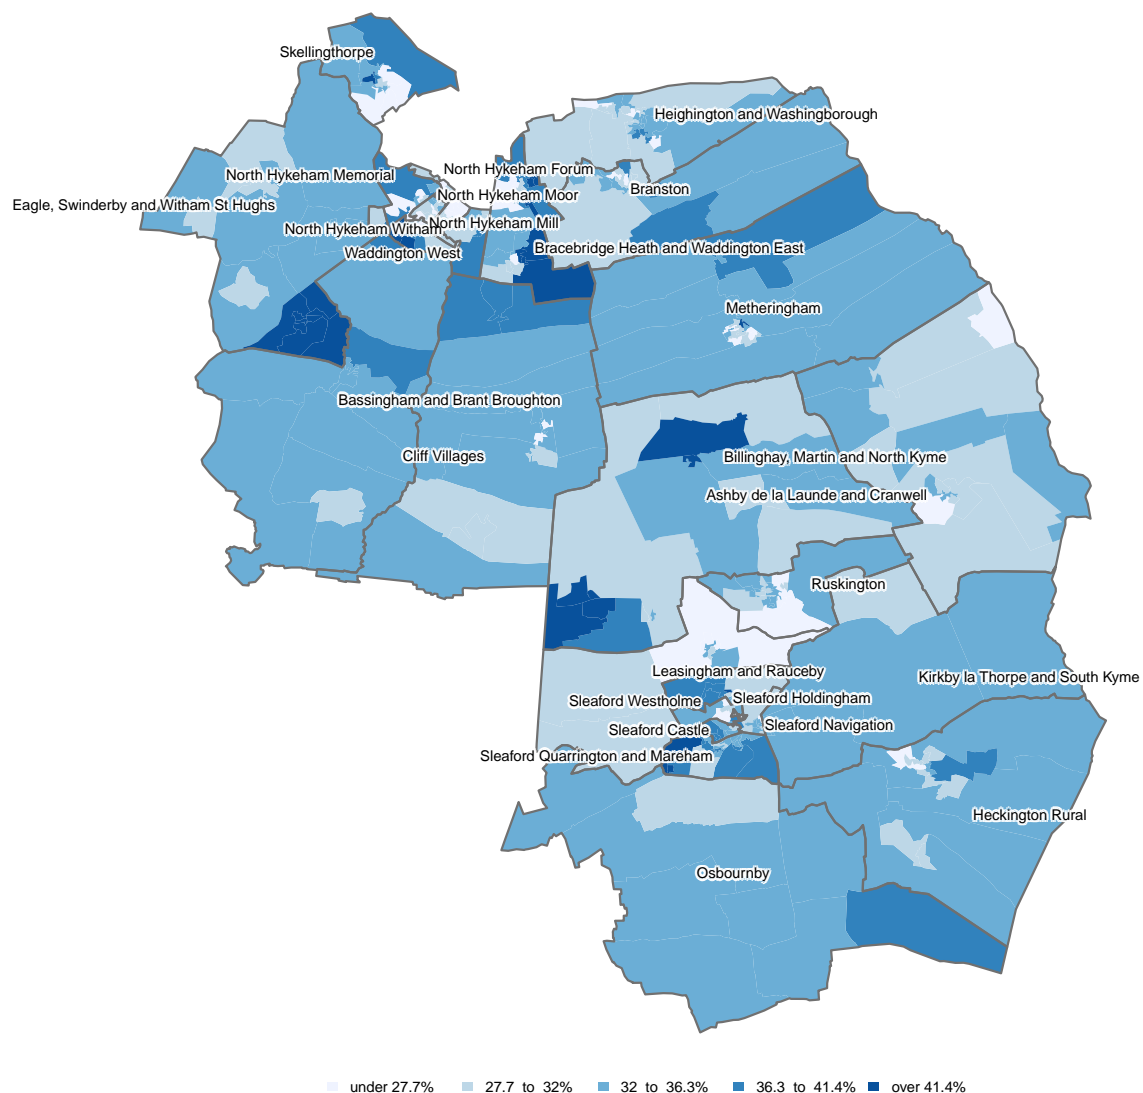 Skellingthorpe
Heighington and Washingborough
North Hykeham Forum
North Hykeham Memorial
Branston
North Hykeham Moor
Eagle, Swinderby and Witham St Hughs
North Hykeham Mill
North Hykeham Witham
Bracebridge Heath and Waddington East
Waddington West
Metheringham
Bassingham and Brant Broughton
Cliff Villages
Billinghay, Martin and North Kyme
Ashby de la Launde and Cranwell
Ruskington
Leasingham and Rauceby
Kirkby la Thorpe and South Kyme
Sleaford Westholme
Sleaford Holdingham
Sleaford Castle
Sleaford Navigation
Sleaford Quarrington and Mareham
Heckington Rural
Osbournby
under 27.7% 27.7 to 32% 32 to 36.3% 36.3 to 41.4% over 41.4%